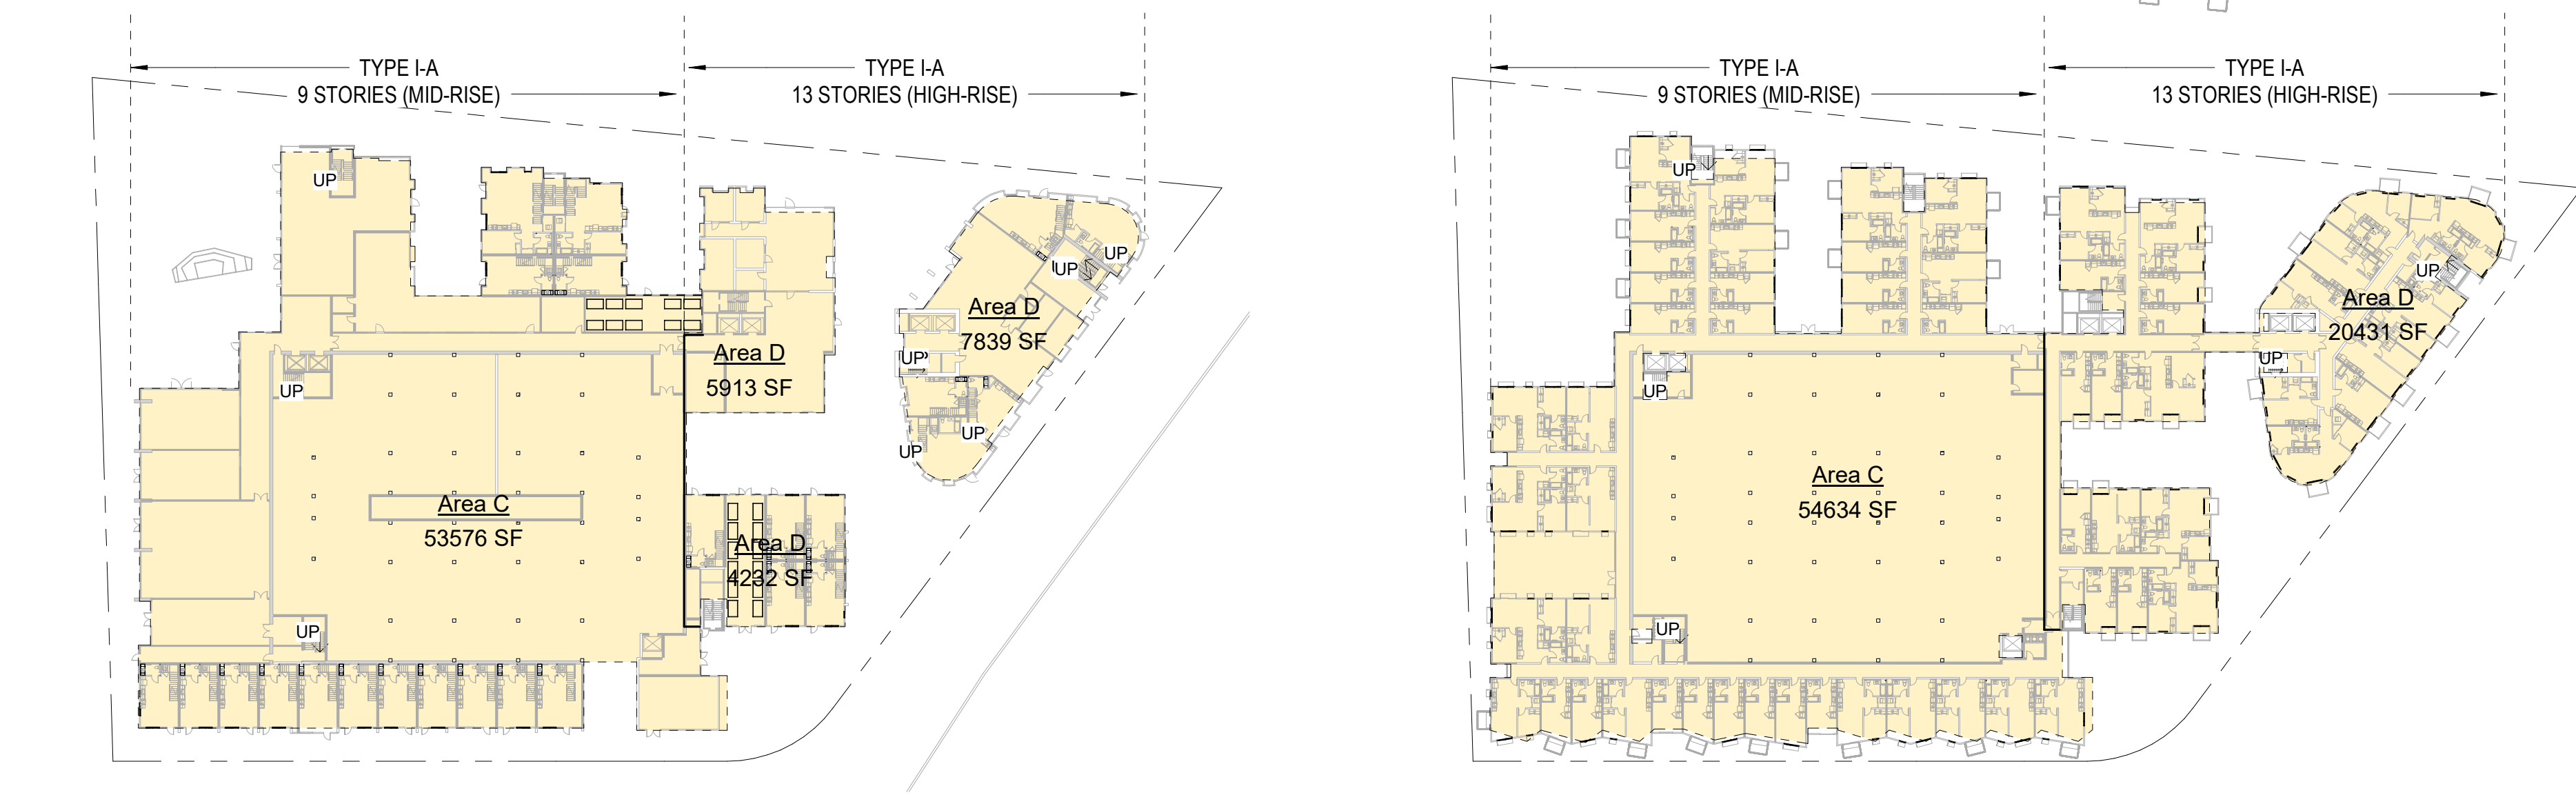 TYPE I-A
9 STORIES (MID-RISE)
TYPE I-A
13 STORIES (HIGH-RISE)
UP
UP
UP
Area D
7839 SF
UP
Area D
5913 SF
UP
UP
UP
Area C
53576 SF
Area D
4232 SF
UP
UP
TYPE I-A
9 STORIES (MID-RISE)
TYPE I-A
13 STORIES (HIGH-RISE)
UP
UP
Area D
20431 SF
UP
UP
Area C
54634 SF
UP